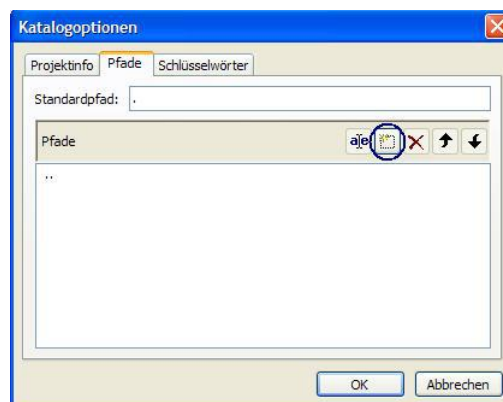 Katalogoptionen
Projektinfo Pfade Schlüsselwörter
Standardpfad: .
Pfade
..
OK Abbrechen